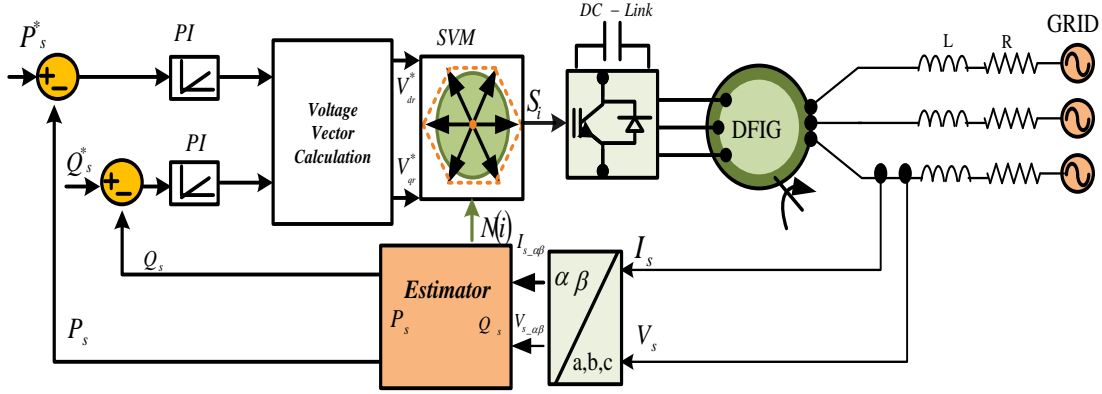 DC - Link
GRID
P*s
PI
SVM
L
R
V*dr
Voltage
Vector
Calculation
Si
DFIG
Q*s
PI
V*qr
N(i)
Is_αβ
Is
Qs
Estimator
αβ
Ps
Qs
Vs_αβ
Ps
Vs
a,b,c